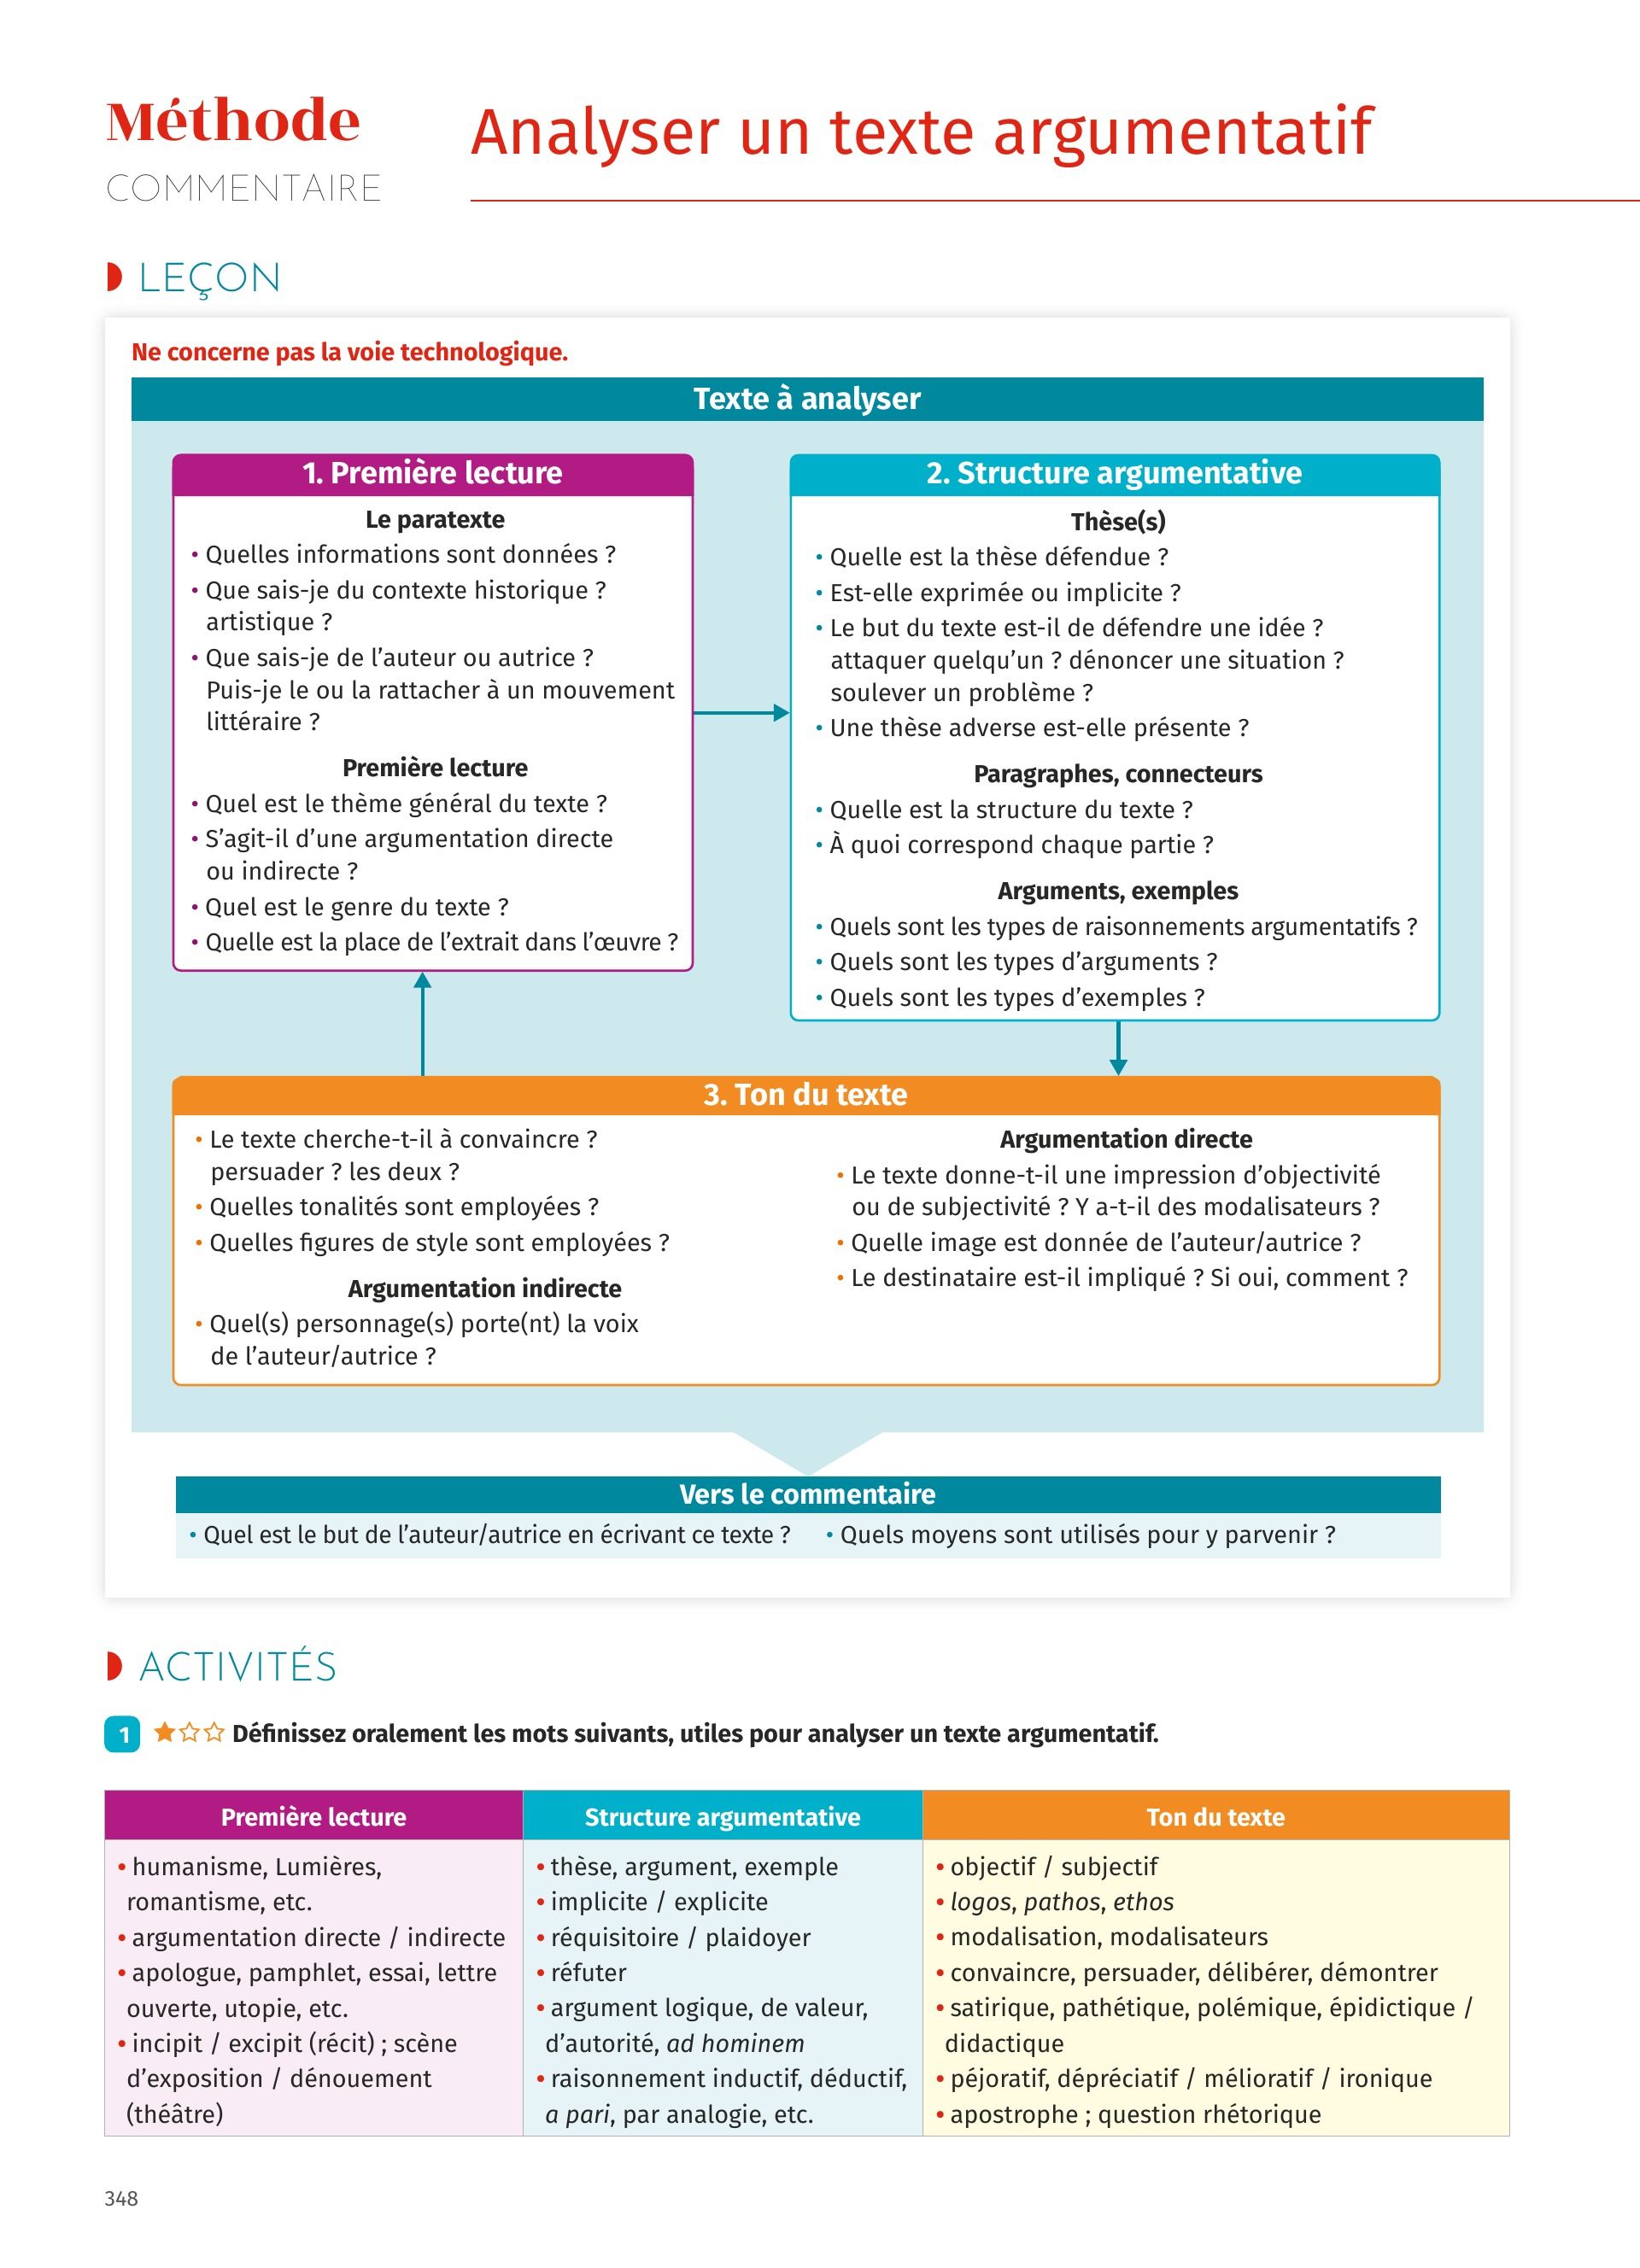 Méthode
COMMENTAIRE
Analyser un texte argumentatif
LEÇON
Ne concerne pas la voie technologique.
Texte à analyser
1. Première lecture
Le paratexte
• Quelles informations sont données ?
• Que sais-je du contexte historique ?
artistique ?
• Que sais-je de l’auteur ou autrice ?
Puis-je le ou la rattacher à un mouvement
littéraire ?
Première lecture
• Quel est le thème général du texte ?
• S’agit-il d’une argumentation directe
ou indirecte ?
• Quel est le genre du texte ?
• Quelle est la place de l’extrait dans l’œuvre ?
2. Structure argumentative
Thèse(s)
• Quelle est la thèse défendue ?
• Est-elle exprimée ou implicite ?
• Le but du texte est-il de défendre une idée ?
attaquer quelqu’un ? dénoncer une situation ?
soulever un problème ?
• Une thèse adverse est-elle présente ?
Paragraphes, connecteurs
• Quelle est la structure du texte ?
• À quoi correspond chaque partie ?
Arguments, exemples
• Quels sont les types de raisonnements argumentatifs ?
• Quels sont les types d’arguments ?
• Quels sont les types d’exemples ?
3. Ton du texte
• Le texte cherche-t-il à convaincre ?
persuader ? les deux ?
• Quelles tonalités sont employées ?
• Quelles figures de style sont employées ?
Argumentation indirecte
• Quel(s) personnage(s) porte(nt) la voix
de l’auteur/autrice ?
Argumentation directe
• Le texte donne-t-il une impression d’objectivité
ou de subjectivité ? Y a-t-il des modalisateurs ?
• Quelle image est donnée de l’auteur/autrice ?
• Le destinataire est-il impliqué ? Si oui, comment ?
Vers le commentaire
• Quel est le but de l’auteur/autrice en écrivant ce texte ? • Quels moyens sont utilisés pour y parvenir ?
ACTIVITÉS
1 ★☆☆ Définissez oralement les mots suivants, utiles pour analyser un texte argumentatif.
Première lecture
• humanisme, Lumières,
romantisme, etc.
• argumentation directe / indirecte
• apologue, pamphlet, essai, lettre
ouverte, utopie, etc.
• incipit / excipit (récit) ; scène
d’exposition / dénouement
(théâtre)
Structure argumentative
• thèse, argument, exemple
• implicite / explicite
• réquisitoire / plaidoyer
• réfuter
• argument logique, de valeur,
d’autorité, ad hominem
• raisonnement inductif, déductif,
a pari, par analogie, etc.
Ton du texte
• objectif / subjectif
• logos, pathos, ethos
• modalisation, modalisateurs
• convaincre, persuader, délibérer, démontrer
• satirique, pathétique, polémique, épidictique /
didactique
• péjoratif, dépréciatif / mélioratif / ironique
• apostrophe ; question rhétorique
348